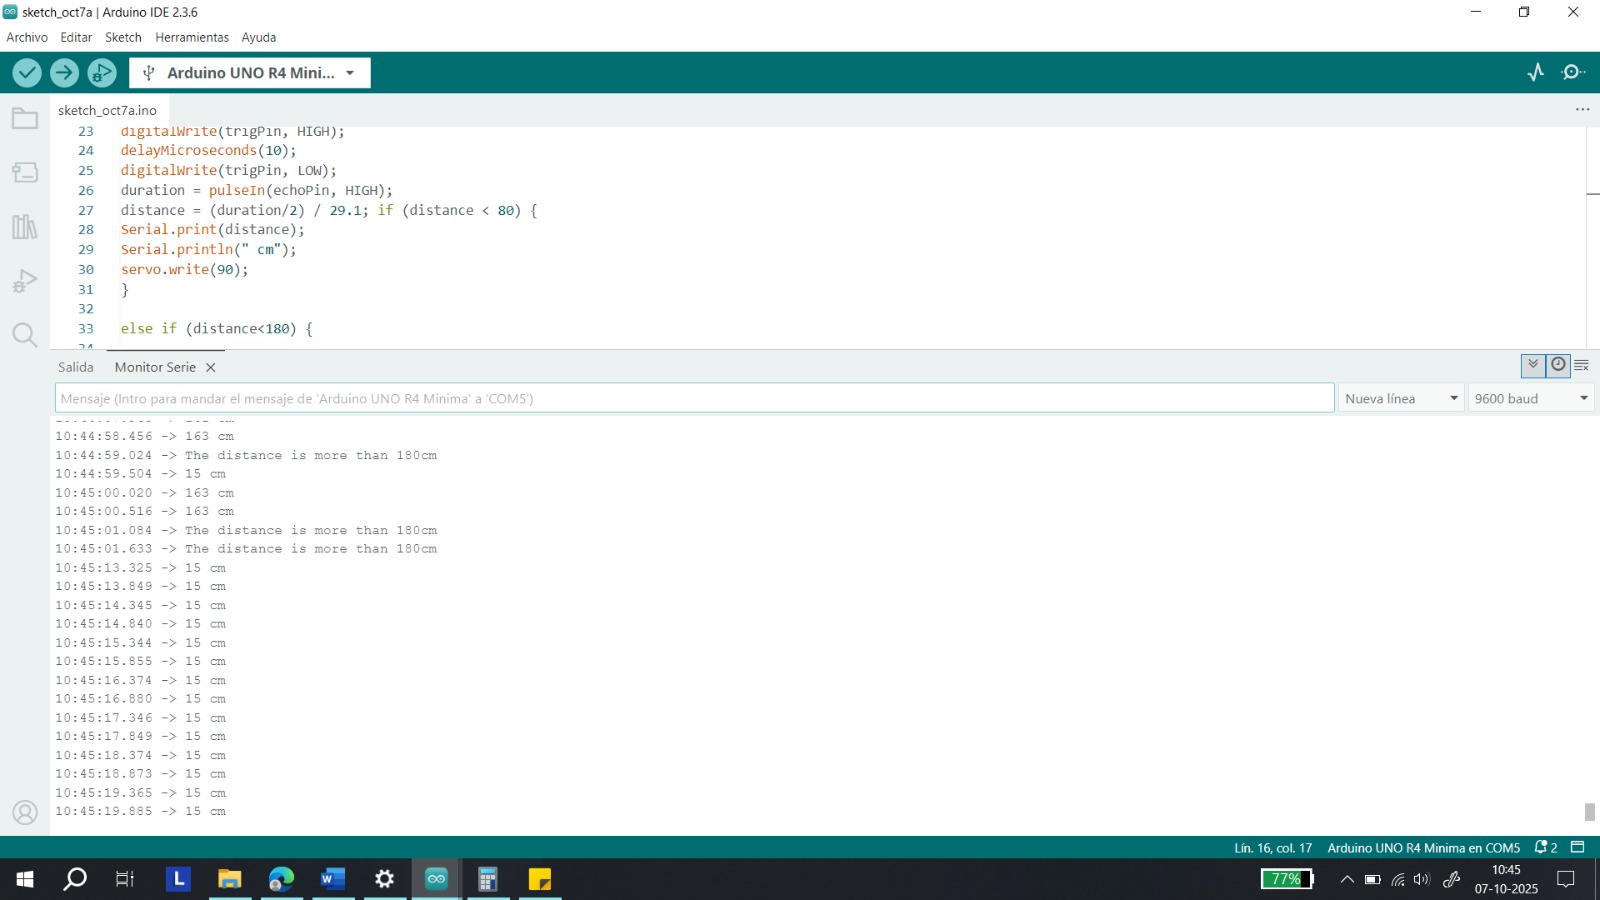 sketch_oct7a | Arduino IDE 2.3.6
Archivo Editar Sketch Herramientas Ayuda
Arduino UNO R4 Mini...
sketch_oct7a.ino
23 digitalWrite(trigPin, HIGH);
24 delayMicroseconds(10);
25 digitalWrite(trigPin, LOW);
26 duration = pulseIn(echoPin, HIGH);
27 distance = (duration/2) / 29.1; if (distance < 80) {
28 Serial.print(distance);
29 Serial.println(" cm");
30 servo.write(90);
31 }
32
33 else if (distance<180) {
Salida Monitor Serie
Mensaje (Intro para mandar el mensaje de 'Arduino UNO R4 Minima' a 'COM5') Nueva línea 9600 baud
10:44:58.456 -> 163 cm
10:44:59.024 -> The distance is more than 180cm
10:44:59.504 -> 15 cm
10:45:00.020 -> 163 cm
10:45:00.516 -> 163 cm
10:45:01.084 -> The distance is more than 180cm
10:45:01.633 -> The distance is more than 180cm
10:45:13.325 -> 15 cm
10:45:13.849 -> 15 cm
10:45:14.345 -> 15 cm
10:45:14.840 -> 15 cm
10:45:15.344 -> 15 cm
10:45:15.855 -> 15 cm
10:45:16.374 -> 15 cm
10:45:16.880 -> 15 cm
10:45:17.346 -> 15 cm
10:45:17.849 -> 15 cm
10:45:18.374 -> 15 cm
10:45:18.873 -> 15 cm
10:45:19.365 -> 15 cm
10:45:19.885 -> 15 cm
Lín. 16, col. 17 Arduino UNO R4 Minima en COM5 2
L
77%
10:45
07-10-2025